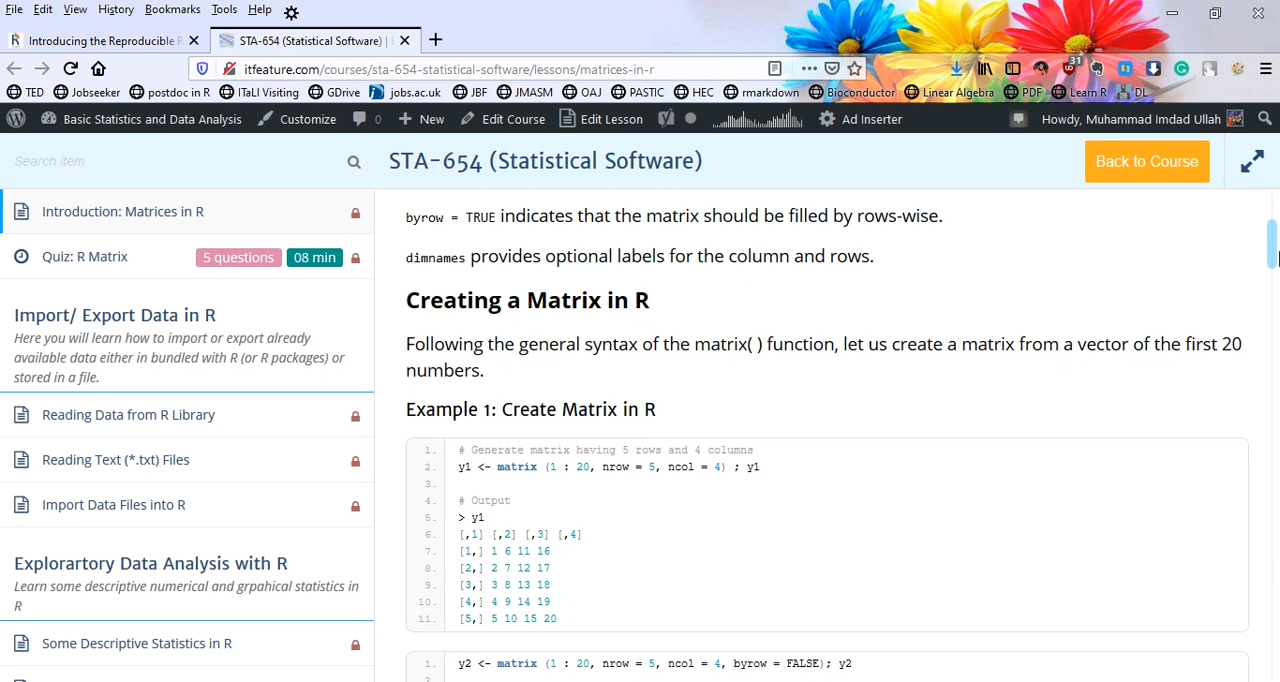 File Edit View History Bookmarks Tools Help
Introducing the Reproducible R
STA-654 (Statistical Software) |
itfeature.com/courses/sta-654-statistical-software/lessons/matrices-in-r
31
TED Jobseeker postdoc in R ITaLI Visiting GDrive jobs.ac.uk JBF JMASM OAJ PASTIC HEC rmarkdown Bioconductor Linear Algebra PDF Learn R DL
Basic Statistics and Data Analysis Customize 0 New Edit Course Edit Lesson Ad Inserter Howdy, Muhammad Imdad Ullah
Search item
STA-654 (Statistical Software)
Back to Course
Introduction: Matrices in R
Quiz: R Matrix 5 questions 08 min
Import/ Export Data in R
Here you will learn how to import or export already
available data either in bundled with R (or R packages) or
stored in a file.
Reading Data from R Library
Reading Text (*.txt) Files
Import Data Files into R
Explorartory Data Analysis with R
Learn some descriptive numerical and grpahical statistics in
R
Some Descriptive Statistics in R
byrow = TRUE indicates that the matrix should be filled by rows-wise.
dimnames provides optional labels for the column and rows.
Creating a Matrix in R
Following the general syntax of the matrix( ) function, let us create a matrix from a vector of the first 20
numbers.
Example 1: Create Matrix in R
1. # Generate matrix having 5 rows and 4 columns
2. y1 <- matrix (1 : 20, nrow = 5, ncol = 4) ; y1
3.
4. # Output
5. > y1
6. [,1] [,2] [,3] [,4]
7. [1,] 1 6 11 16
8. [2,] 2 7 12 17
9. [3,] 3 8 13 18
10. [4,] 4 9 14 19
11. [5,] 5 10 15 20
1. y2 <- matrix (1 : 20, nrow = 5, ncol = 4, byrow = FALSE); y2
2.